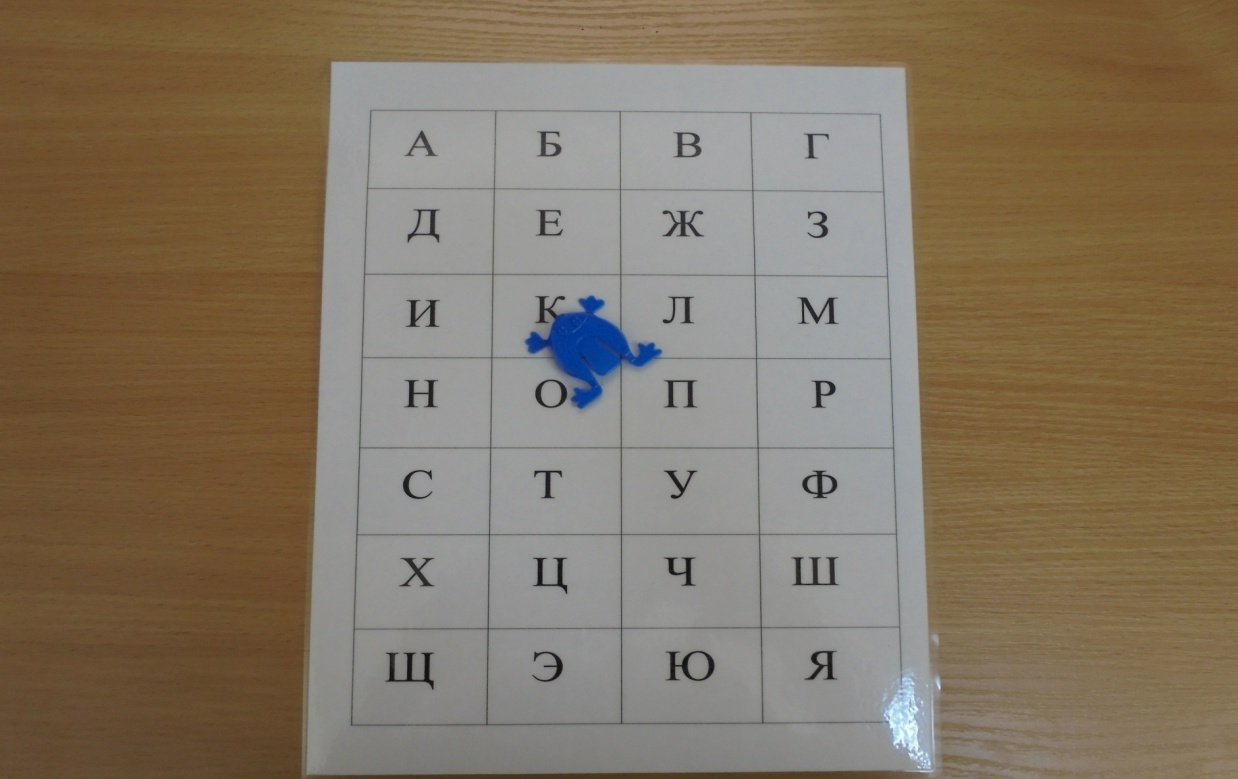 А Б В Г
Д Е Ж З
И К Л М
Н О П Р
С Т У Ф
Х Ц Ч Ш
Щ Э Ю Я